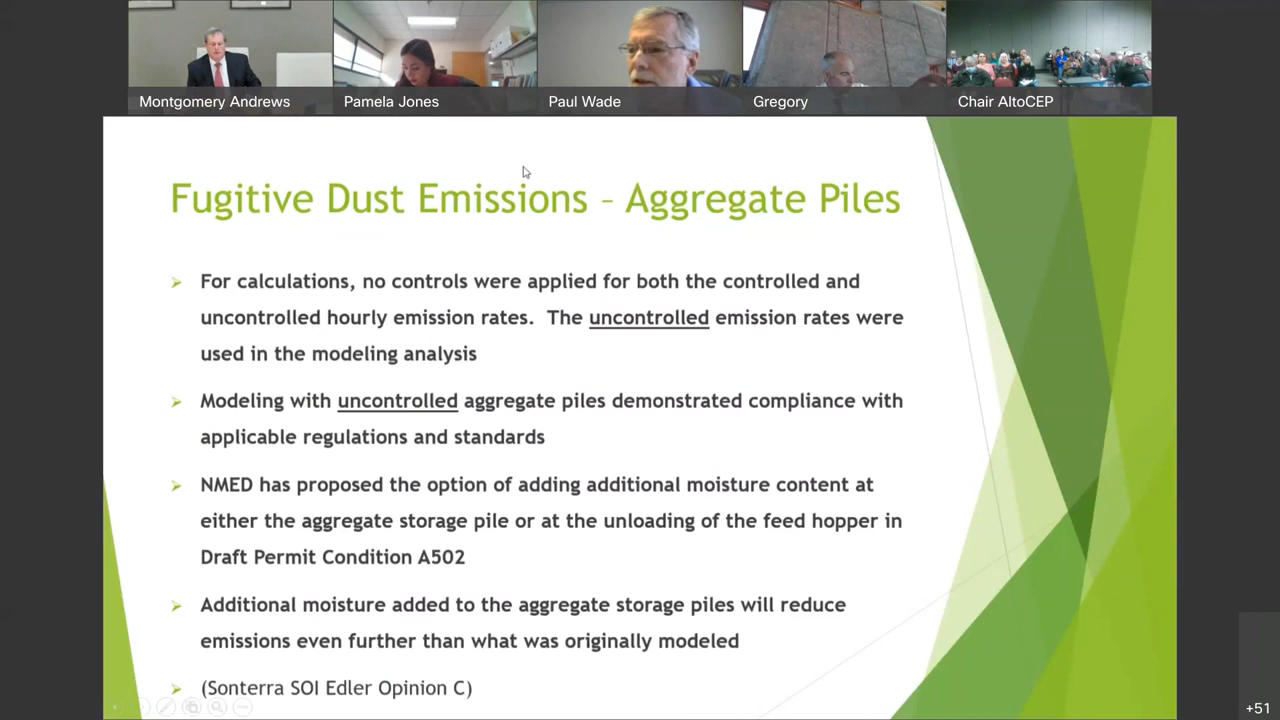 Montgomery Andrews
Pamela Jones
Paul Wade
Gregory
Chair AltoCEP
Fugitive Dust Emissions – Aggregate Piles
For calculations, no controls were applied for both the controlled and
uncontrolled hourly emission rates. The uncontrolled emission rates were
used in the modeling analysis
Modeling with uncontrolled aggregate piles demonstrated compliance with
applicable regulations and standards
NMED has proposed the option of adding additional moisture content at
either the aggregate storage pile or at the unloading of the feed hopper in
Draft Permit Condition A502
Additional moisture added to the aggregate storage piles will reduce
emissions even further than what was originally modeled
(Sonterra SOI Edler Opinion C)
+51